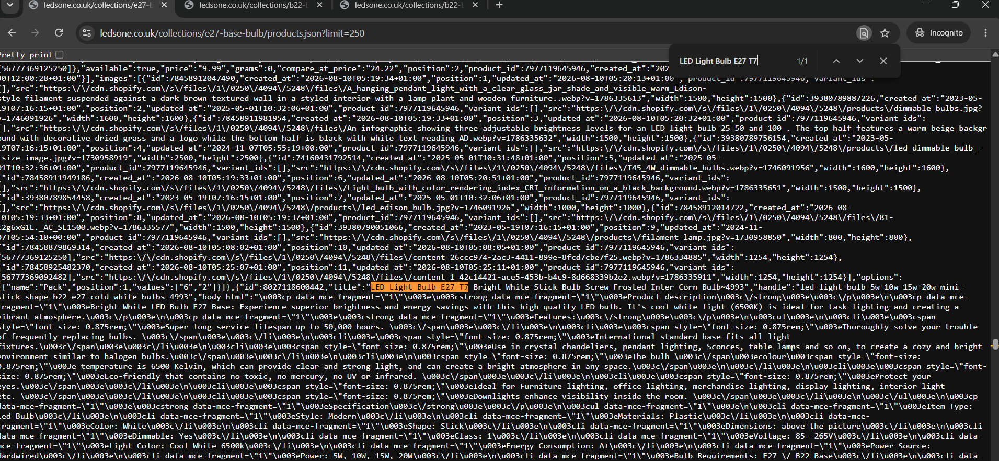 ledsone.co.uk/collections/e27-b
ledsone.co.uk/collections/b22-
ledsone.co.uk/collections/b22-
ledsone.co.uk/collections/e27-base-bulb/products.json?limit=250
Incognito
Pretty print
LED Light Bulb E27 T7
1/1
[56777369125250]},"available":true,"price":"9.99","grams":0,"compare_at_price":"24.22","position":2,"product_id":7977119645946,"created_at":"202
30T12:00:28+01:00"}],"images":[{"id":78458912047490,"created_at":"2026-08-10T05:19:34+01:00","position":1,"updated_at":"2026-08-10T05:20:13+01:00","product_id":7977119645946,"variant_ids":
[],"src":"https:\/\/cdn.shopify.com\/s\/files\/1\/0250\/4094\/5248\/files\/A_hanging_pendant_light_with_a_clear_glass_jar_shade_and_visible_warm_Edison-
style_filament_suspended_against_a_dark_brown_textured_wall_in_a_styled_interior_with_a_lamp_plant_and_wooden_furniture..webp?v=1786335613","width":1500,"height":1500},{"id":39380789887226,"created_at":"2023-05-
19T07:16:15+01:00","position":2,"updated_at":"2025-05-01T10:32:06+01:00","product_id":7977119645946,"variant_ids":[],"src":"https:\/\/cdn.shopify.com\/s\/files\/1\/0250\/4094\/5248\/products\/dimmable_bulbs.jpg?
v=1746091926","width":1600,"height":1600},{"id":78458911981954,"created_at":"2026-08-10T05:19:33+01:00","position":3,"updated_at":"2026-08-10T05:20:32+01:00","product_id":7977119645946,"variant_ids":
[],"src":"https:\/\/cdn.shopify.com\/s\/files\/1\/0250\/4094\/5248\/files\/An_infographic_showing_three_adjustable_brightness_levels_for_an_LED_light_bulb_25_50_and_100_._The_top_half_features_a_warm_beige_backgr
ound_with_decorative_dried_grass_and_a_logo_while_the_bottom_half_is_black_with_white_text_reading_AD.webp?v=1786335632","width":1500,"height":1500},{"id":39380789756154,"created_at":"2023-05-
19T07:16:15+01:00","position":4,"updated_at":"2024-11-07T05:55:19+00:00","product_id":7977119645946,"variant_ids":[],"src":"https:\/\/cdn.shopify.com\/s\/files\/1\/0250\/4094\/5248\/products\/led_dimmable_bulb_-
_size_image.jpg?v=1730958919","width":2500,"height":2500},{"id":74160431792514,"created_at":"2025-05-01T10:31:48+01:00","position":5,"updated_at":"2025-05-
01T10:32:36+01:00","product_id":7977119645946,"variant_ids":[],"src":"https:\/\/cdn.shopify.com\/s\/files\/1\/0250\/4094\/5248\/files\/T45_4W_dimmable_bulbs.webp?v=1746091956","width":1600,"height":1600},
{"id":78458911949186,"created_at":"2026-08-10T05:19:33+01:00","position":6,"updated_at":"2026-08-10T05:20:51+01:00","product_id":7977119645946,"variant_ids":
[],"src":"https:\/\/cdn.shopify.com\/s\/files\/1\/0250\/4094\/5248\/files\/Light_bulb_with_color_rendering_index_CRI_information_on_a_black_background.webp?v=1786335651","width":1500,"height":1500},
{"id":39380789854458,"created_at":"2023-05-19T07:16:15+01:00","position":7,"updated_at":"2025-05-01T10:32:06+01:00","product_id":7977119645946,"variant_ids":
[],"src":"https:\/\/cdn.shopify.com\/s\/files\/1\/0250\/4094\/5248\/products\/led_edison_bulb.jpg?v=1746091926","width":1000,"height":1000},{"id":78458912014722,"created_at":"2026-08-
10T05:19:33+01:00","position":8,"updated_at":"2026-08-10T05:19:37+01:00","product_id":7977119645946,"variant_ids":[],"src":"https:\/\/cdn.shopify.com\/s\/files\/1\/0250\/4094\/5248\/files\/81-
E2g6xG1L._AC_SL1500.webp?v=1786335577","width":1500,"height":1500},{"id":39380790051066,"created_at":"2023-05-19T07:16:15+01:00","position":9,"updated_at":"2024-11-
07T05:54:10+00:00","product_id":7977119645946,"variant_ids":[],"src":"https:\/\/cdn.shopify.com\/s\/files\/1\/0250\/4094\/5248\/products\/filament_lamp.jpg?v=1730958850","width":800,"height":800},
{"id":78458879869314,"created_at":"2026-08-10T05:08:02+01:00","position":10,"updated_at":"2026-08-10T05:08:05+01:00","product_id":7977119645946,"variant_ids":
[56777369125250],"src":"https:\/\/cdn.shopify.com\/s\/files\/1\/0250\/4094\/5248\/files\/content_26ccc974-2ac3-4411-899e-8fcd7cbe7f25.webp?v=1786334885","width":1254,"height":1254},
{"id":78458925482370,"created_at":"2026-08-10T05:25:07+01:00","position":11,"updated_at":"2026-08-10T05:25:11+01:00","product_id":7977119645946,"variant_ids":
[56777369092482],"src":"https:\/\/cdn.shopify.com\/s\/files\/1\/0250\/4094\/5248\/files\/content_1_42c14421-ace5-453b-b4c9-8d668339b2e2.webp?v=1786335911","width":1254,"height":1254}],"options":
[{"name":"Pack","position":1,"values":["6","2"]}]},{"id":8027118600442,"title":"LED Light Bulb E27 T7 Bright White Stick Bulb Screw Frosted Inter Corn Bulb~4993","handle":"led-light-bulb-5w-10w-15w-20w-mini-
stick-shape-b22-e27-cold-white-bulbs-4993","body_html":"\u003cp data-mce-fragment=\"1\"\u003e\u003cstrong data-mce-fragment=\"1\"\u003eProduct description\u003c\/strong\u003e\u003c\/p\u003e\n\u003cp data-mce-
fragment=\"1\"\u003eBright White LED Bulb E27 Base: Experience superior brightness and energy savings with this high-quality LED bulb. It's cool white light (6500K) is ideal for task lighting and creating a
vibrant atmosphere.\u003c\/p\u003e\n\u003cp data-mce-fragment=\"1\"\u003e\u003cstrong data-mce-fragment=\"1\"\u003eFeatures:\u003c\/strong\u003e\u003c\/p\u003e\n\u003cul\u003e\n\u003cli\u003e\u003cspan
style=\"font-size: 0.875rem;\"\u003eSuper long service lifespan up to 50,000 hours. \u003c\/span\u003e\u003c\/li\u003e\n\u003cli\u003e\u003cspan style=\"font-size: 0.875rem;\"\u003eThoroughly solve your trouble
of frequently replacing bulbs. \u003c\/span\u003e\u003c\/li\u003e\n\u003cli\u003e\u003cspan style=\"font-size: 0.875rem;\"\u003eInternational standard base fits all light
fixtures.\u003c\/span\u003e\u003c\/li\u003e\n\u003cli\u003e\u003cspan style=\"font-size: 0.875rem;\"\u003eUse in crystal chandeliers, pendant lighting, Sconces, table lamps and so on, to create a cozy and bright
environment similar to halogen bulbs.\u003c\/span\u003e\u003c\/li\u003e\n\u003cli\u003e\n\u003cspan style=\"font-size: 0.875rem;\"\u003eThe bulb \u003c\/span\u003ecolour\u003cspan style=\"font-size:
0.875rem;\"\u003e temperature is 6500 Kelvin, which can provide clear and strong light, and can create a bright atmosphere in any space.\u003c\/span\u003e\n\u003c\/li\u003e\n\u003cli\u003e\u003cspan style=\"font-
size: 0.875rem;\"\u003eEco-friendly that contains no toxic, no mercury, no UV or infrared. \u003c\/span\u003e\u003c\/li\u003e\n\u003cli\u003e\u003cspan style=\"font-size: 0.875rem;\"\u003eProtect your
eyes.\u003c\/span\u003e\u003c\/li\u003e\n\u003cli\u003e\u003cspan style=\"font-size: 0.875rem;\"\u003eIdeal for Furniture lighting, office lighting, merchandise lighting, display lighting, interior light
etc. \u003c\/span\u003e\u003c\/li\u003e\n\u003cli\u003e\u003cspan style=\"font-size: 0.875rem;\"\u003eDownlights enhance visibility inside the room. \u003c\/span\u003e\u003c\/li\u003e\n\u003c\/ul\u003e\n\u003cp
data-mce-fragment=\"1\"\u003e\u003cstrong data-mce-fragment=\"1\"\u003eSpecification\u003c\/strong\u003e\u003c\/p\u003e\n\u003cul data-mce-fragment=\"1\"\u003e\n\u003cli data-mce-fragment=\"1\"\u003eItem Type:
Led Bulb\u003c\/li\u003e\n\u003cli data-mce-fragment=\"1\"\u003eStyle: Modern\u003c\/li\u003e\n\u003cli data-mce-fragment=\"1\"\u003eMaterials: Plastic\u003c\/li\u003e\n\u003cli data-mce-
fragment=\"1\"\u003eColor: White\u003c\/li\u003e\n\u003cli data-mce-fragment=\"1\"\u003eShape: Stick\u003c\/li\u003e\n\u003cli data-mce-fragment=\"1\"\u003eDimensions: above the picture\u003c\/li\u003e\n\u003cli
data-mce-fragment=\"1\"\u003eDimmable: Yes\u003c\/li\u003e\n\u003cli data-mce-fragment=\"1\"\u003eClass: 1\u003c\/li\u003e\n\u003cli data-mce-fragment=\"1\"\u003eVoltage: 85- 265V\u003c\/li\u003e\n\u003cli data-
mce-fragment=\"1\"\u003eLight Color: Cool White 6500k\u003c\/li\u003e\n\u003cli data-mce-fragment=\"1\"\u003eEnergy Consumption: A+\u003c\/li\u003e\n\u003cli data-mce-fragment=\"1\"\u003ePower Source:
Hardwired\u003c\/li\u003e\n\u003cli data-mce-fragment=\"1\"\u003ePower: 5W, 10W, 15W, 20W\u003c\/li\u003e\n\u003cli data-mce-fragment=\"1\"\u003eBulb Requirements: E27 \/ B22 Base\u003c\/li\u003e\n\u003cli data-